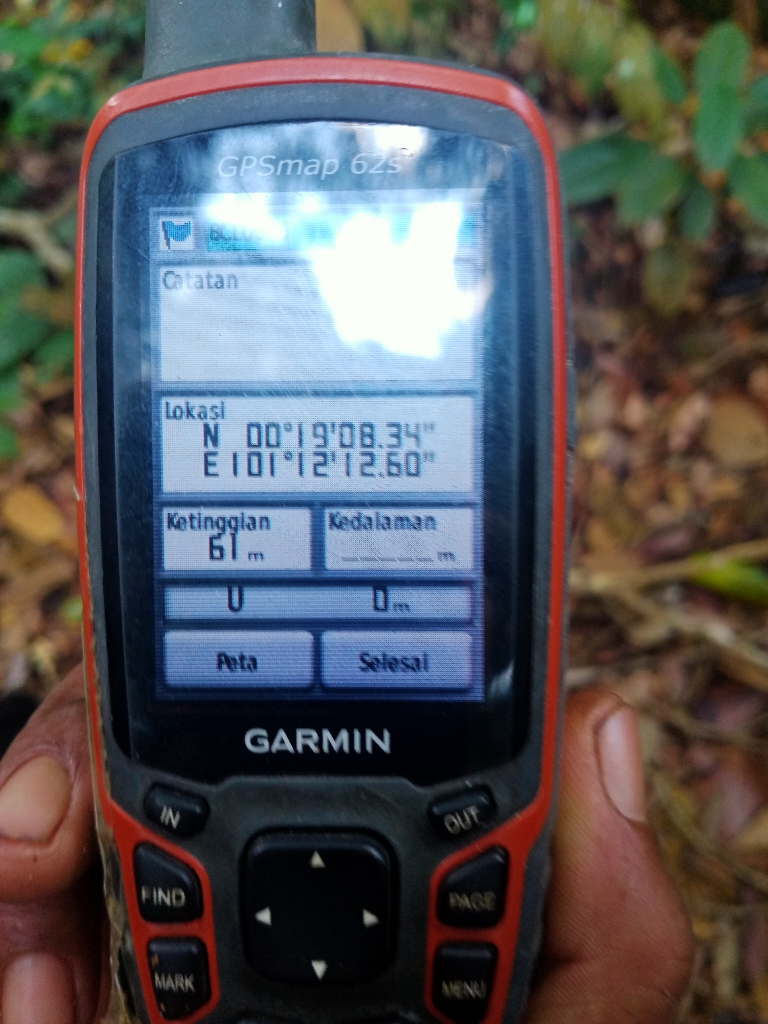 GPSmap 62s
Catatan
Lokasi
N 00°19'08.34"
E 101°12'12.60"
Ketinggian Kedalaman
61 m _ _ _ _ _ m
U 0 m
Peta Selesai
GARMIN
IN OUT
FIND PAGE
MARK MENU